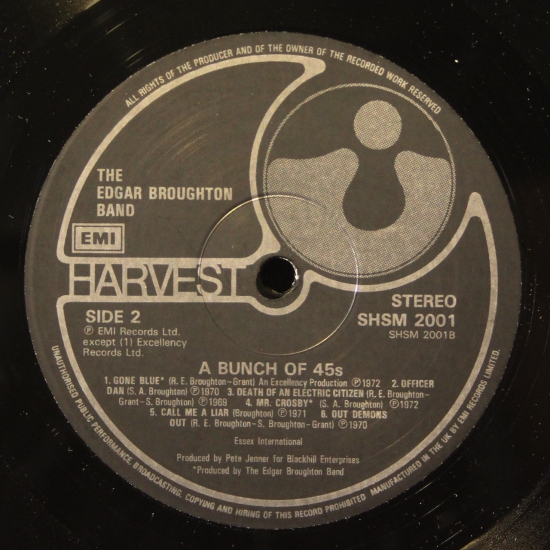 ALL RIGHTS OF THE PRODUCER AND OF THE OWNER OF THE RECORDED WORK RESERVED
THE
EDGAR BROUGHTON
BAND
EMI
HARVEST
SIDE 2
℗ EMI Records Ltd.
except (1) Excellency
Records Ltd.
STEREO
SHSM 2001
SHSM 2001B
A BUNCH OF 45s
1. GONE BLUE* (R. E. Broughton-Grant) An Excellency Production ℗ 1972 2. OFFICER
DAN (S. A. Broughton) ℗ 1970 3. DEATH OF AN ELECTRIC CITIZEN (R. E. Broughton-
Grant-S. Broughton) ℗ 1969 4. MR. CROSBY* (S. A. Broughton) ℗ 1972
5. CALL ME A LIAR (Broughton) ℗ 1971 6. OUT DEMONS
OUT (R. E. Broughton-S. Broughton-Grant) ℗ 1970
Essex International
Produced by Pete Jenner for Blackhill Enterprises
*Produced by The Edgar Broughton Band
UNAUTHORISED PUBLIC PERFORMANCE, BROADCASTING, COPYING AND HIRING OF THIS RECORD PROHIBITED MANUFACTURED IN THE UK BY EMI RECORDS LIMITED.